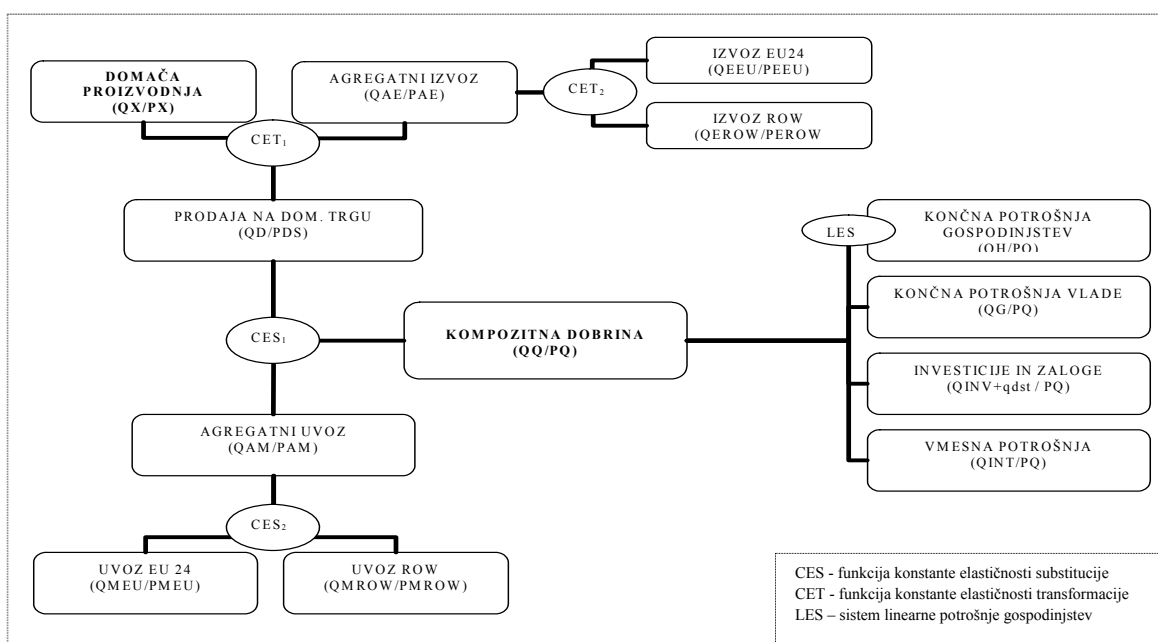 DOMAČA
PROIZVODNJA
(QX/PX)
AGREGATNI IZVOZ
(QAE/PAE)
CET₂
IZVOZ EU24
(QEEU/PEEU)
IZVOZ ROW
(QEROW/PEROW
CET₁
PRODAJA NA DOM. TRGU
(QD/PDS)
CES₁
KOMPOZITNA DOBRINA
(QQ/PQ)
LES
KONČNA POTROŠNJA
GOSPODINJSTEV
(QH/PQ)
KONČNA POTROŠNJA VLADE
(QG/PQ)
INVESTICIJE IN ZALOGE
(QINV+qdst / PQ)
VMESNA POTROŠNJA
(QINT/PQ)
AGREGATNI UVOZ
(QAM/PAM)
CES₂
UVOZ EU 24
(QMEU/PMEU)
UVOZ ROW
(QMROW/PMROW)
CES - funkcija konstante elastičnosti substitucije
CET - funkcija konstante elastičnosti transformacije
LES – sistem linearne potrošnje gospodinjstev